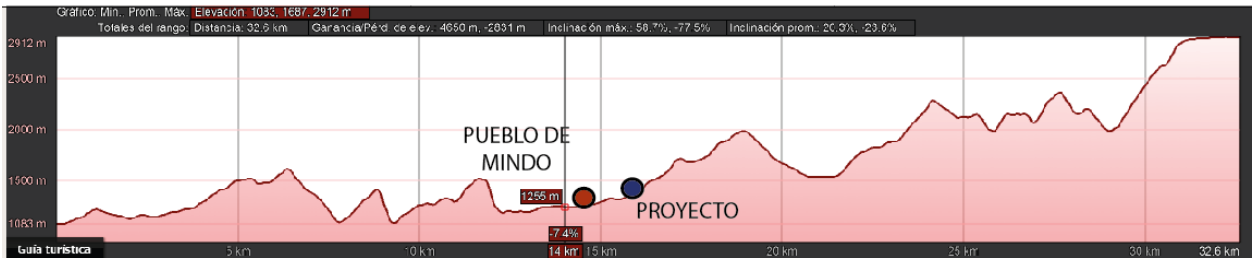 Gráfico: Mín., Prom., Máx. Elevación: 1083, 1687, 2912 m
Totales del rango: Distancia: 32.6 km Ganancia/Pérd. de elev.: 4650 m, -2831 m Inclinación máx.: 58.7%, -77.5% Inclinación prom.: 20.3%, -23.6%
2912 m
2500 m
2000 m
PUEBLO DE
MINDO
1500 m
1255 m
PROYECTO
1083 m
-7.4%
Guía turística
5 km 10 km 14 km 15 km 20 km 25 km 30 km 32.6 km